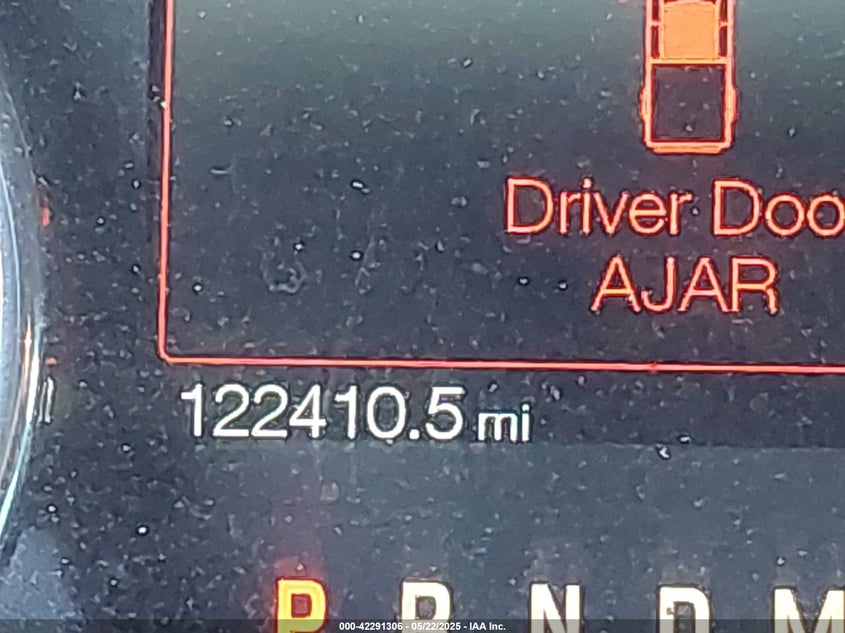 Driver Doo
AJAR
122410.5 mi
P R N D M
000-42291306 - 05/22/2025 - IAA Inc.